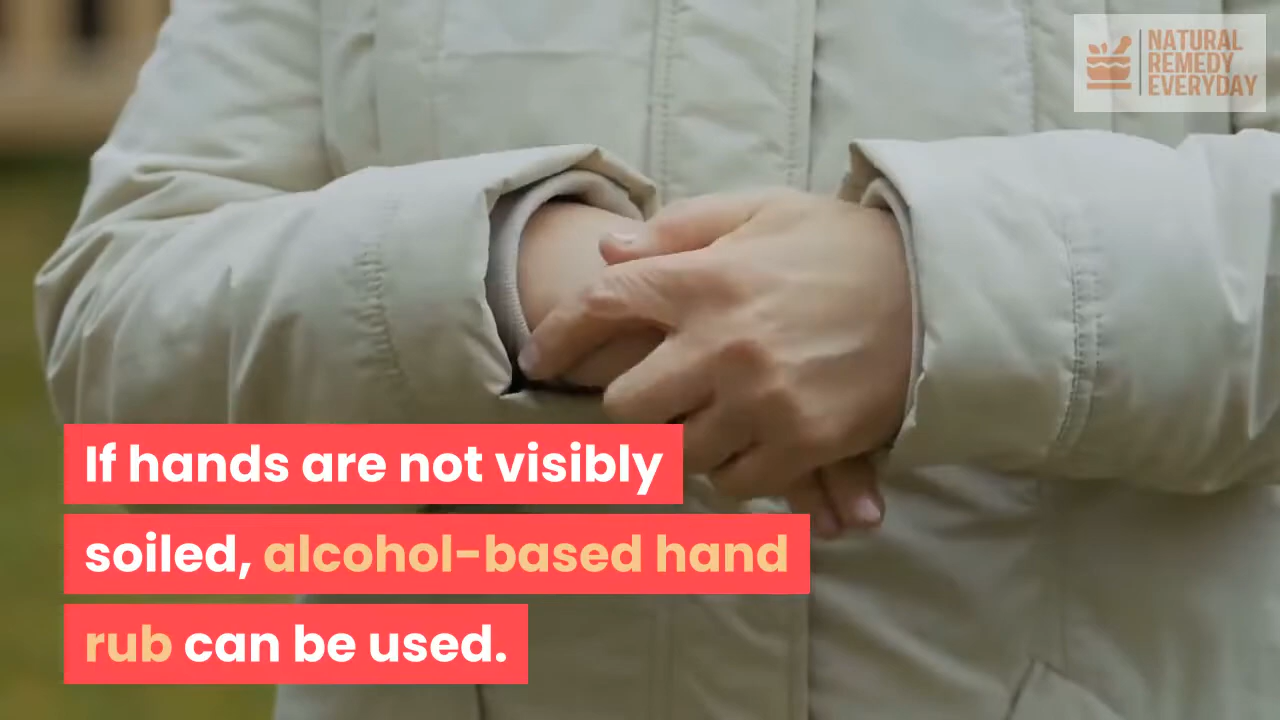 NATURAL
REMEDY
EVERYDAY
If hands are not visibly
soiled, alcohol-based hand
rub can be used.